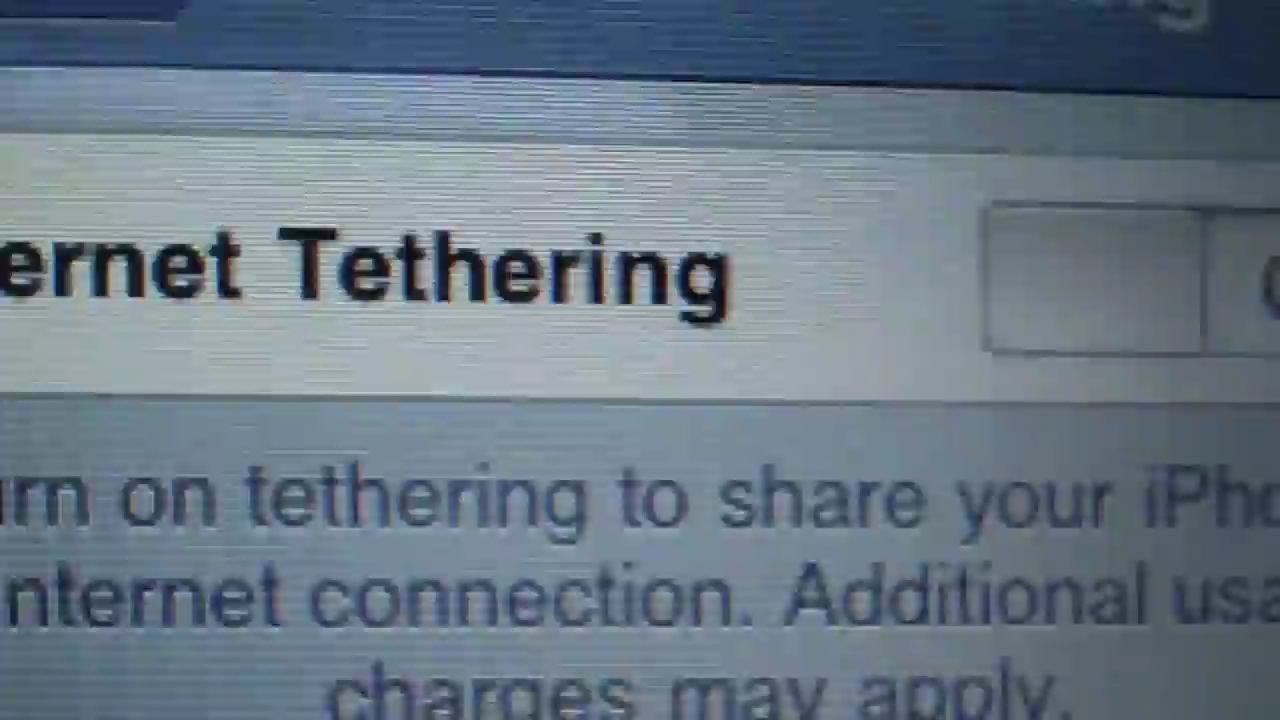 ernet Tethering
urn on tethering to share your iPho
nternet connection. Additional usa
charges may apply.